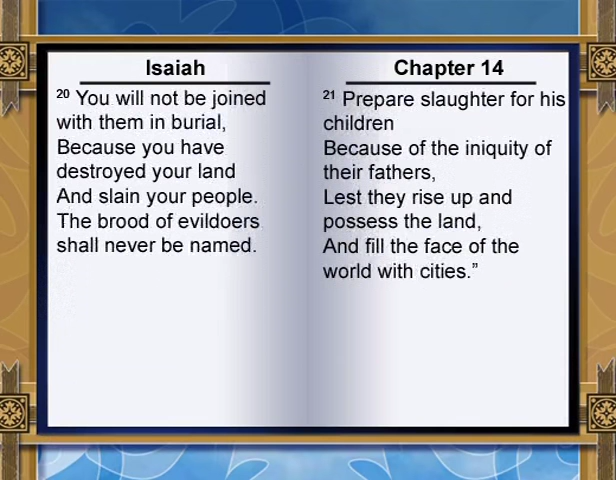 Isaiah
20 You will not be joined
with them in burial,
Because you have
destroyed your land
And slain your people.
The brood of evildoers
shall never be named.
Chapter 14
21 Prepare slaughter for his
children
Because of the iniquity of
their fathers,
Lest they rise up and
possess the land,
And fill the face of the
world with cities.”